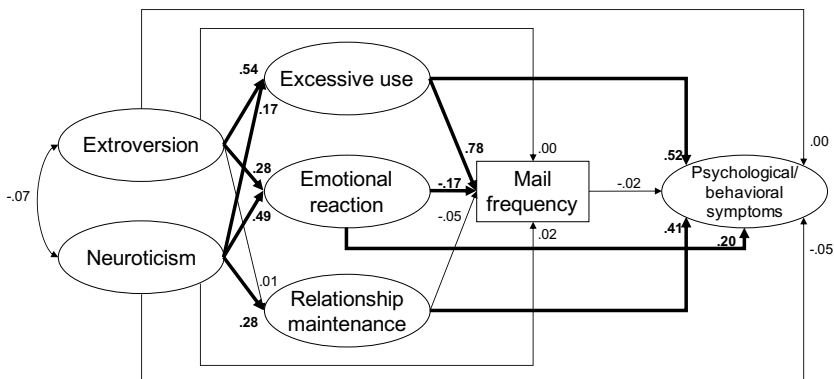 .54
Excessive use
.17
Extroversion
.78
.00
.52
.00
-.07
.28
Emotional
reaction
-.17
Mail
frequency
-.02
Psychological/
behavioral
symptoms
.49
-.05
Neuroticism
.02
.41
.20
-.05
.01
.28
Relationship
maintenance